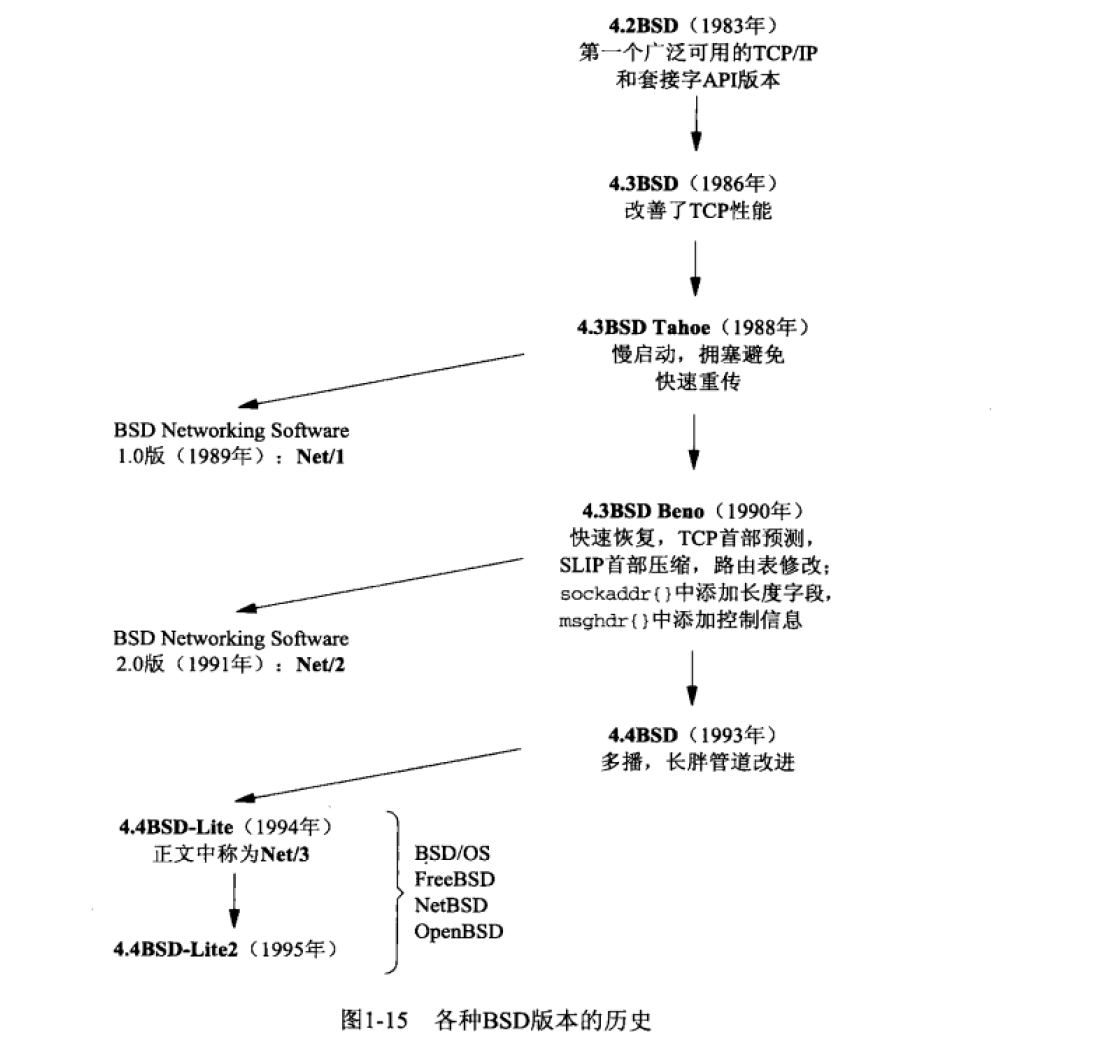 4.2BSD（1983年）
第一个广泛可用的TCP/IP
和套接字API版本
4.3BSD（1986年）
改善了TCP性能
4.3BSD Tahoe（1988年）
慢启动，拥塞避免
快速重传
BSD Networking Software
1.0版（1989年）：Net/1
4.3BSD Beno（1990年）
快速恢复，TCP首部预测，
SLIP首部压缩，路由表修改；
sockaddr{}中添加长度字段，
msghdr{}中添加控制信息
BSD Networking Software
2.0版（1991年）：Net/2
4.4BSD（1993年）
多播，长胖管道改进
4.4BSD-Lite（1994年）
正文中称为Net/3
4.4BSD-Lite2（1995年）
BSD/OS
FreeBSD
NetBSD
OpenBSD
图1-15 各种BSD版本的历史